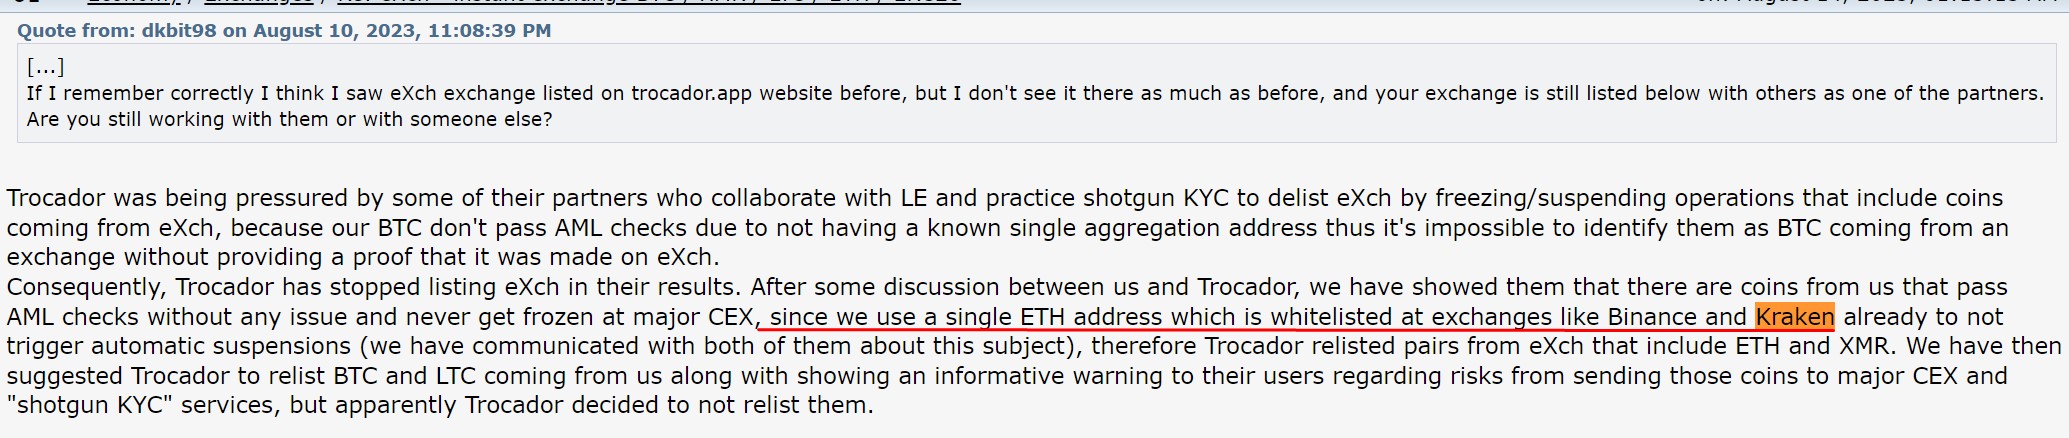 Quote from: dkbit98 on August 10, 2023, 11:08:39 PM
[...]
If I remember correctly I think I saw eXch exchange listed on trocador.app website before, but I don't see it there as much as before, and your exchange is still listed below with others as one of the partners.
Are you still working with them or with someone else?
Trocador was being pressured by some of their partners who collaborate with LE and practice shotgun KYC to delist eXch by freezing/suspending operations that include coins
coming from eXch, because our BTC don't pass AML checks due to not having a known single aggregation address thus it's impossible to identify them as BTC coming from an
exchange without providing a proof that it was made on eXch.
Consequently, Trocador has stopped listing eXch in their results. After some discussion between us and Trocador, we have showed them that there are coins from us that pass
AML checks without any issue and never get frozen at major CEX, since we use a single ETH address which is whitelisted at exchanges like Binance and Kraken already to not
trigger automatic suspensions (we have communicated with both of them about this subject), therefore Trocador relisted pairs from eXch that include ETH and XMR. We have then
suggested Trocador to relist BTC and LTC coming from us along with showing an informative warning to their users regarding risks from sending those coins to major CEX and
"shotgun KYC" services, but apparently Trocador decided to not relist them.